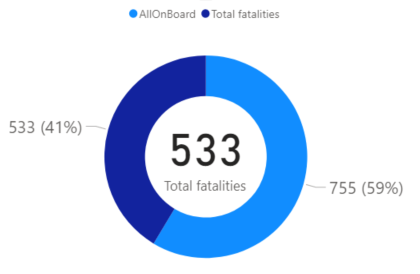 AllOnBoard Total fatalities
533 (41%)
533
Total fatalities
755 (59%)